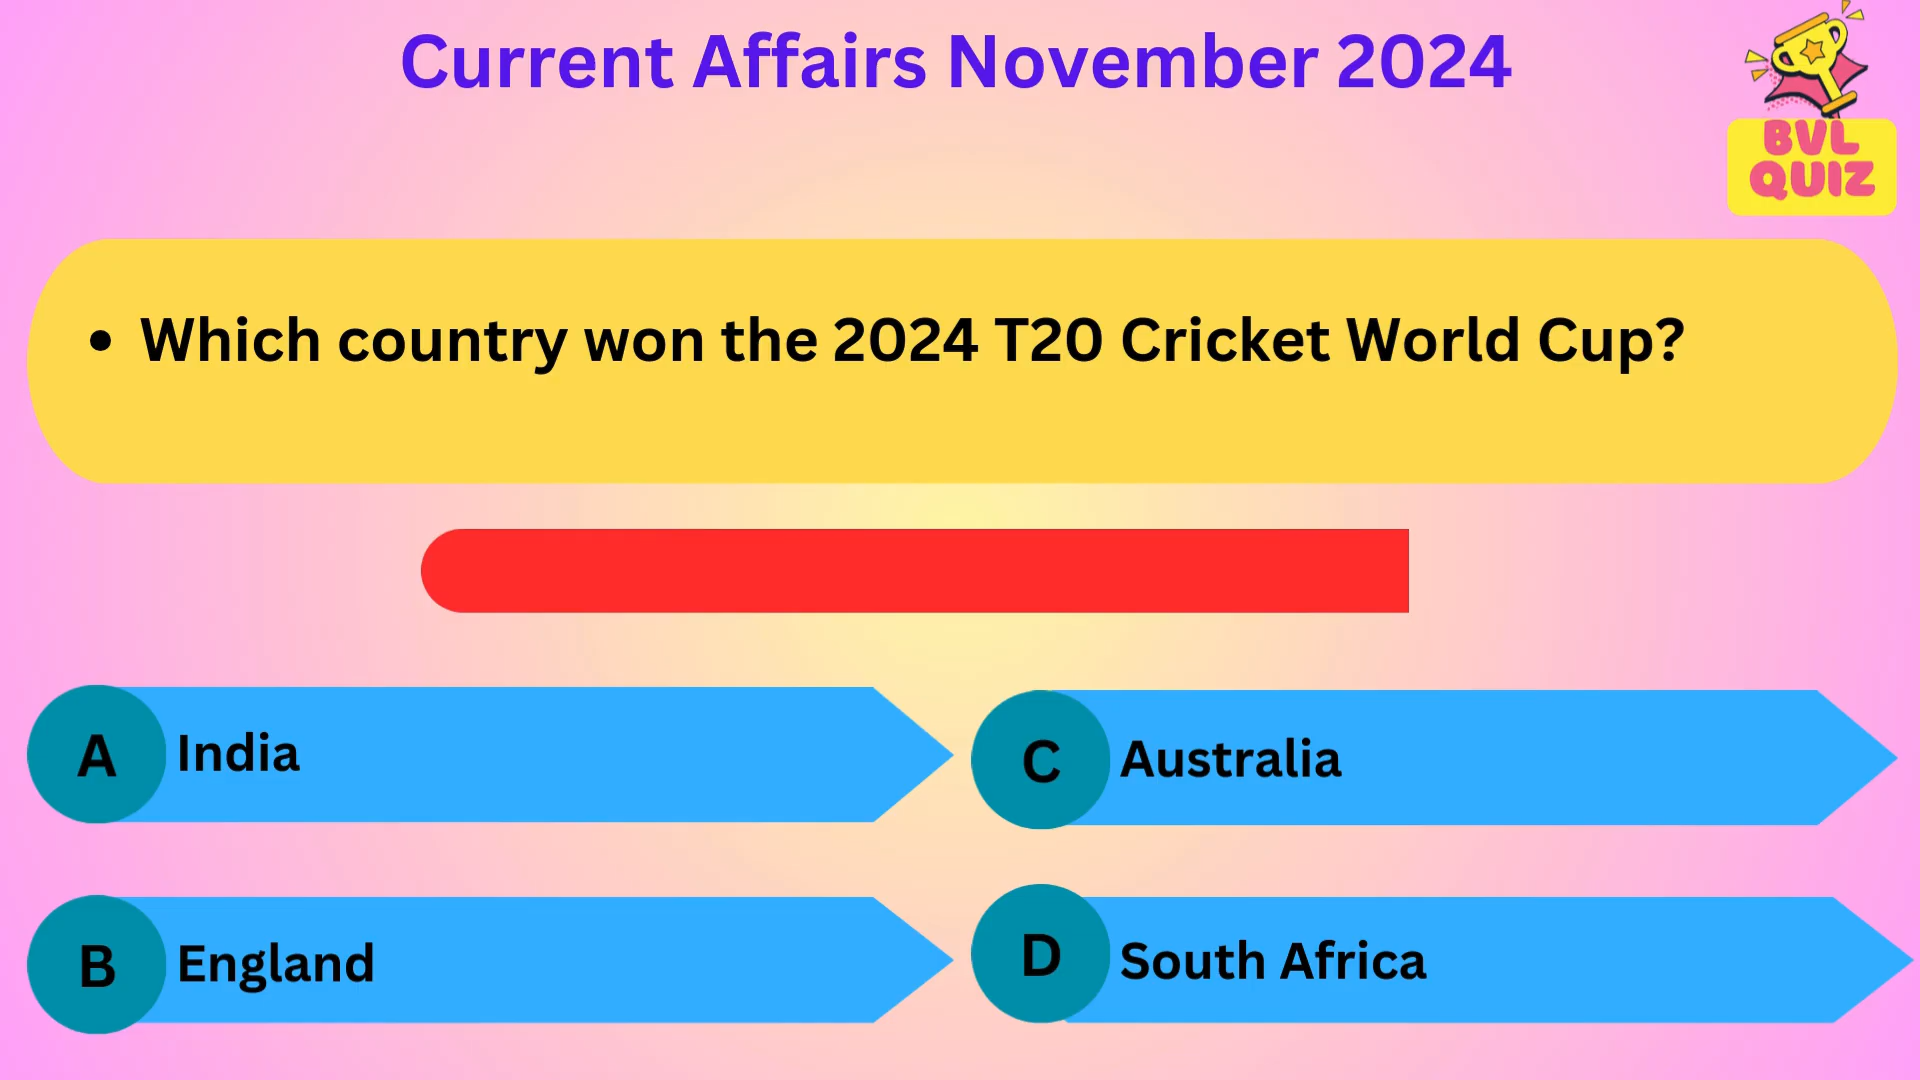 Current Affairs November 2024
BVL
QUIZ
• Which country won the 2024 T20 Cricket World Cup?
A India
C Australia
B England
D South Africa